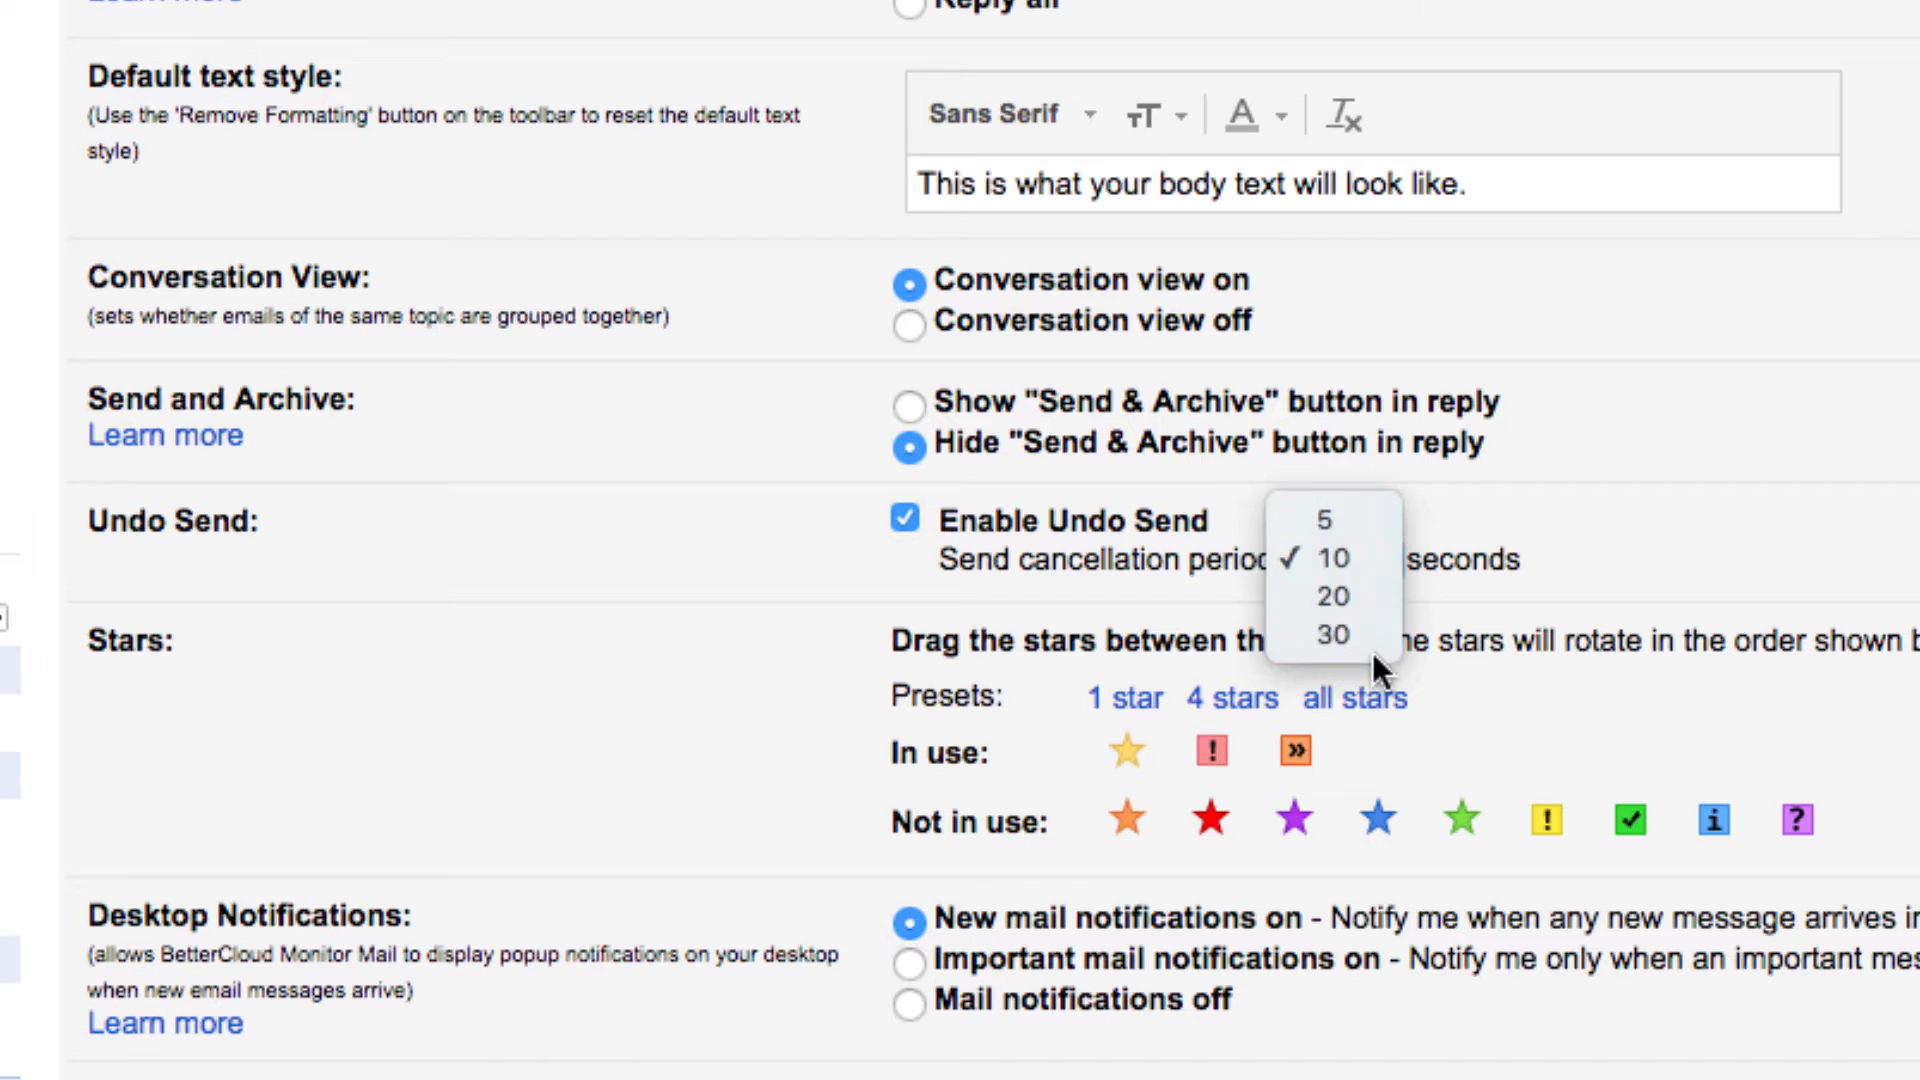 Learn more
Reply all
Default text style:
(Use the 'Remove Formatting' button on the toolbar to reset the default text
style)
Sans Serif
This is what your body text will look like.
Conversation View:
(sets whether emails of the same topic are grouped together)
Conversation view on
Conversation view off
Send and Archive:
Learn more
Show "Send & Archive" button in reply
Hide "Send & Archive" button in reply
Undo Send:
Enable Undo Send
Send cancellation perio
seconds
5
✓ 10
20
30
Stars:
Drag the stars between th
he stars will rotate in the order shown b
Presets: 1 star 4 stars all stars
In use: ! »
Not in use: ! ✓ i ?
Desktop Notifications:
(allows BetterCloud Monitor Mail to display popup notifications on your desktop
when new email messages arrive)
Learn more
New mail notifications on - Notify me when any new message arrives i
Important mail notifications on - Notify me only when an important mes
Mail notifications off